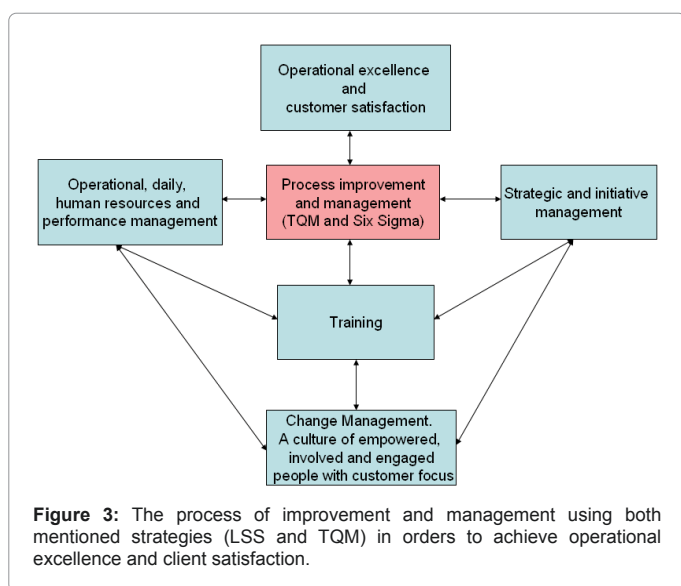 Operational excellence
and
customer satisfaction
Operational, daily,
human resources and
performance management
Process improvement
and management
(TQM and Six Sigma)
Strategic and initiative
management
Training
Change Management.
A culture of empowered,
involved and engaged
people with customer focus
Figure 3: The process of improvement and management using both
mentioned strategies (LSS and TQM) in orders to achieve operational
excellence and client satisfaction.